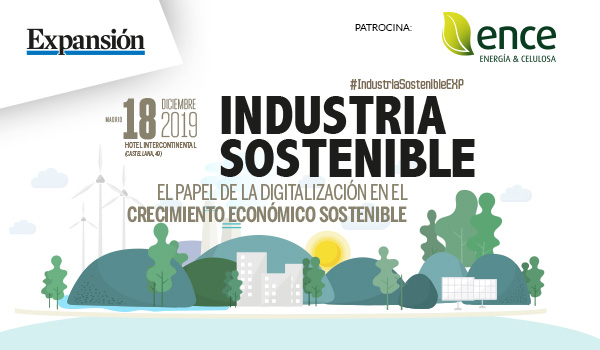 Expansión
PATROCINA:
ence
ENERGÍA & CELULOSA
#IndustriaSostenibleEXP
MADRID 18 DICIEMBRE 2019
HOTEL INTERCONTINENTAL
(CASTELLANA, 49)
INDUSTRIA
SOSTENIBLE
EL PAPEL DE LA DIGITALIZACIÓN EN EL
CRECIMIENTO ECONÓMICO SOSTENIBLE